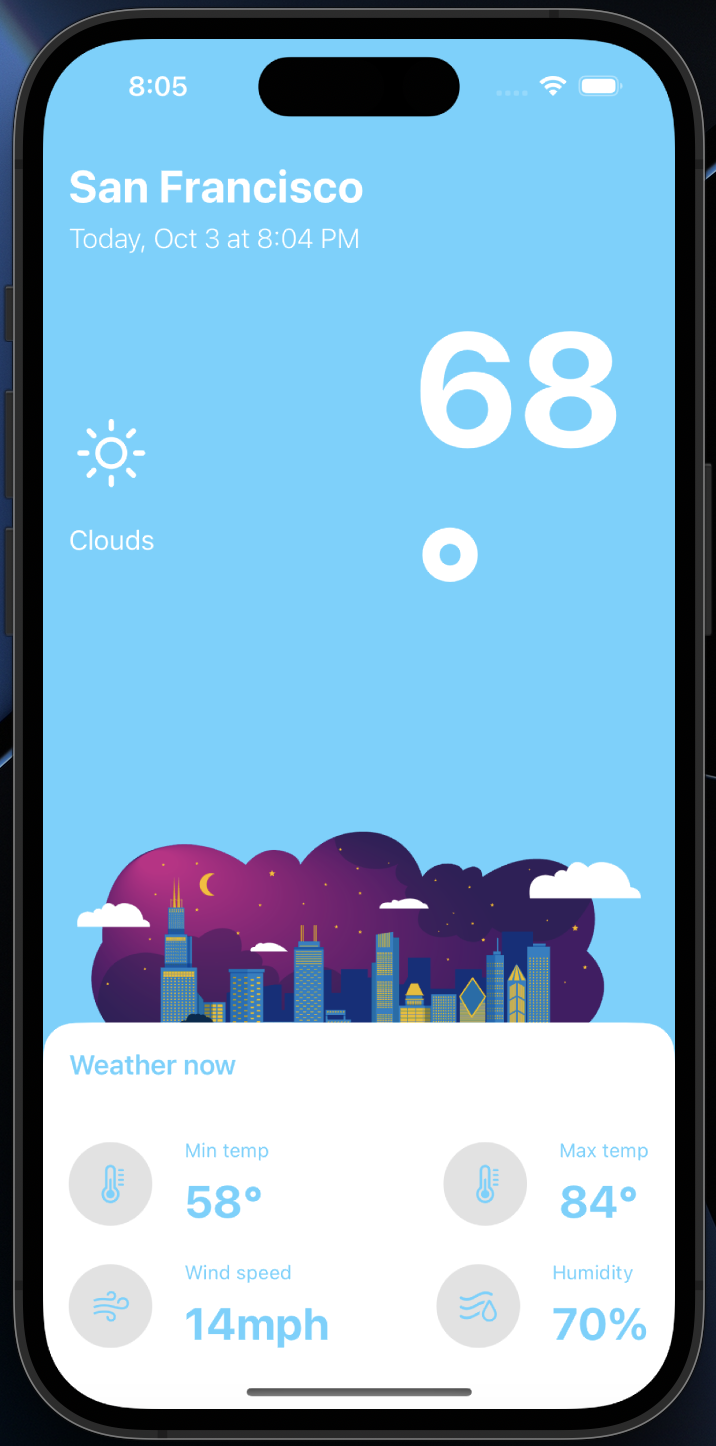 8:05
San Francisco
Today, Oct 3 at 8:04 PM
68
°
Clouds
Weather now
Min temp
58°
Max temp
84°
Wind speed
14mph
Humidity
70%